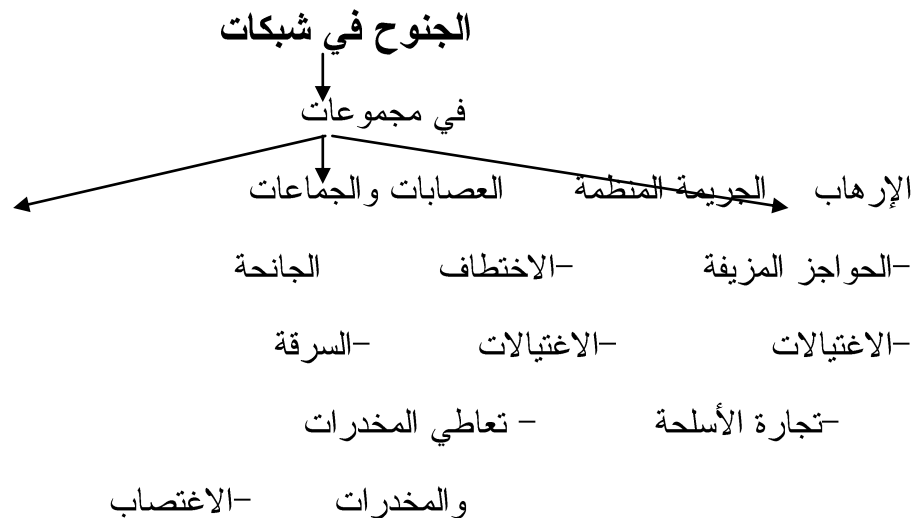 الجنوح في شبكات
في مجموعات
الإرهاب الجريمة المنظمة العصابات والجماعات
-الحواجز المزيفة -الاختطاف الجانحة
-الاغتيالات -الاغتيالات -السرقة
-تجارة الأسلحة - تعاطي المخدرات
والمخدرات -الاغتصاب